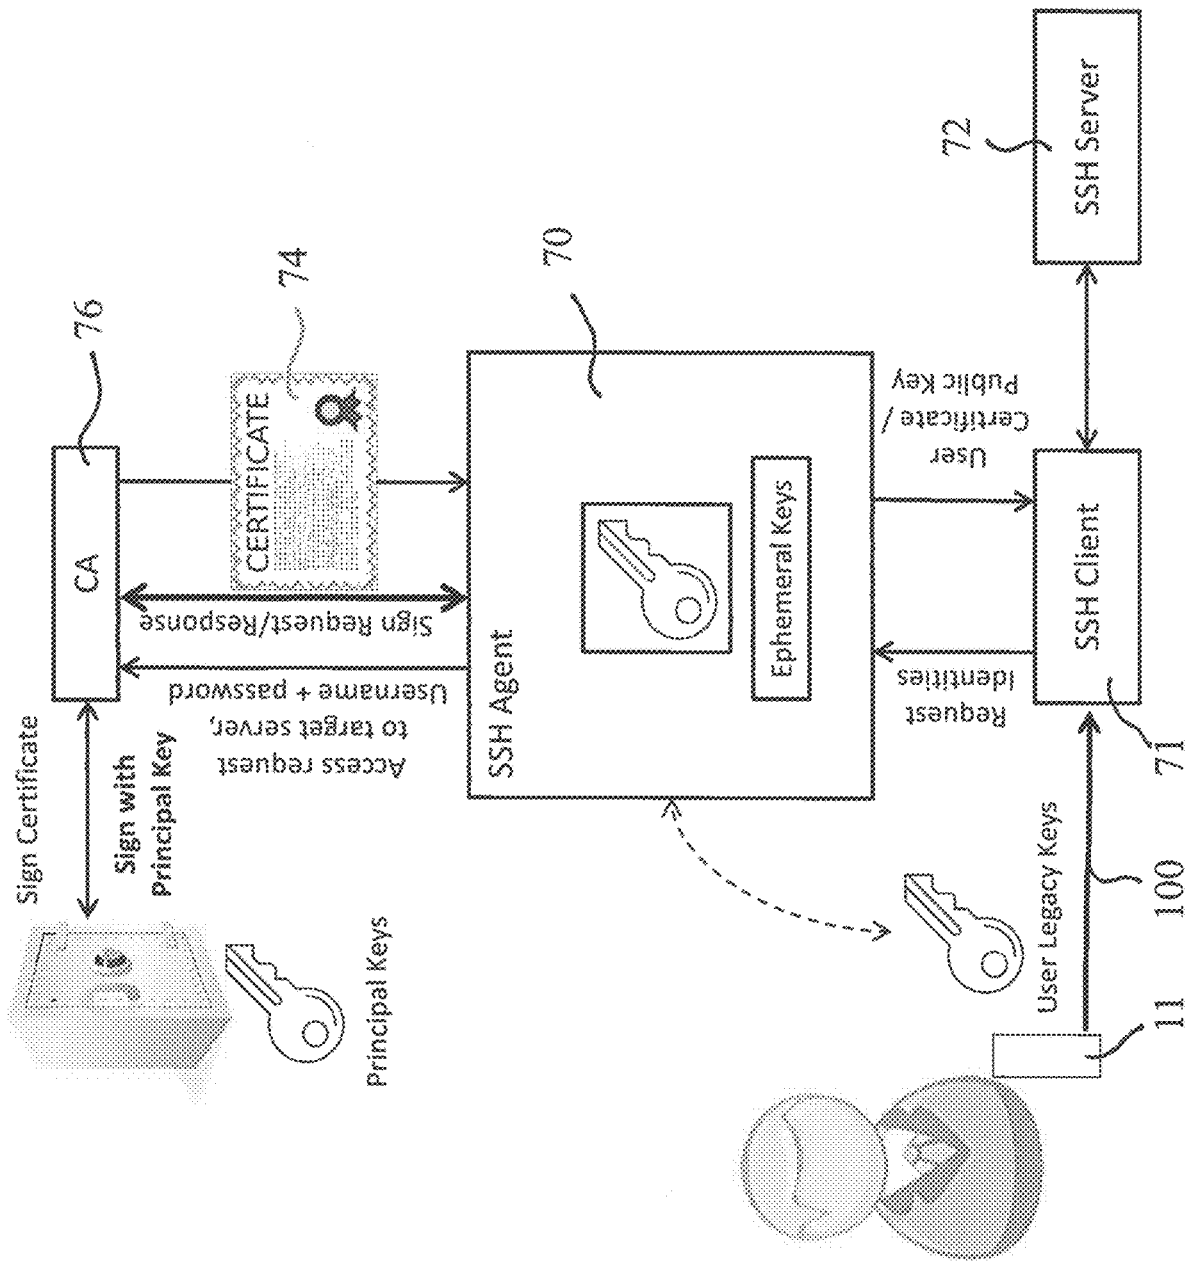 Sign Certificate
Sign with
Principal Key
Principal Keys
CA
76
Access request
to target server,
Username + password
Sign Request/Response
CERTIFICATE
74
SSH Agent
Ephemeral Keys
70
User Legacy Keys
Request
Identities
User
Certificate /
Public Key
11
100
SSH Client
71
SSH Server
72